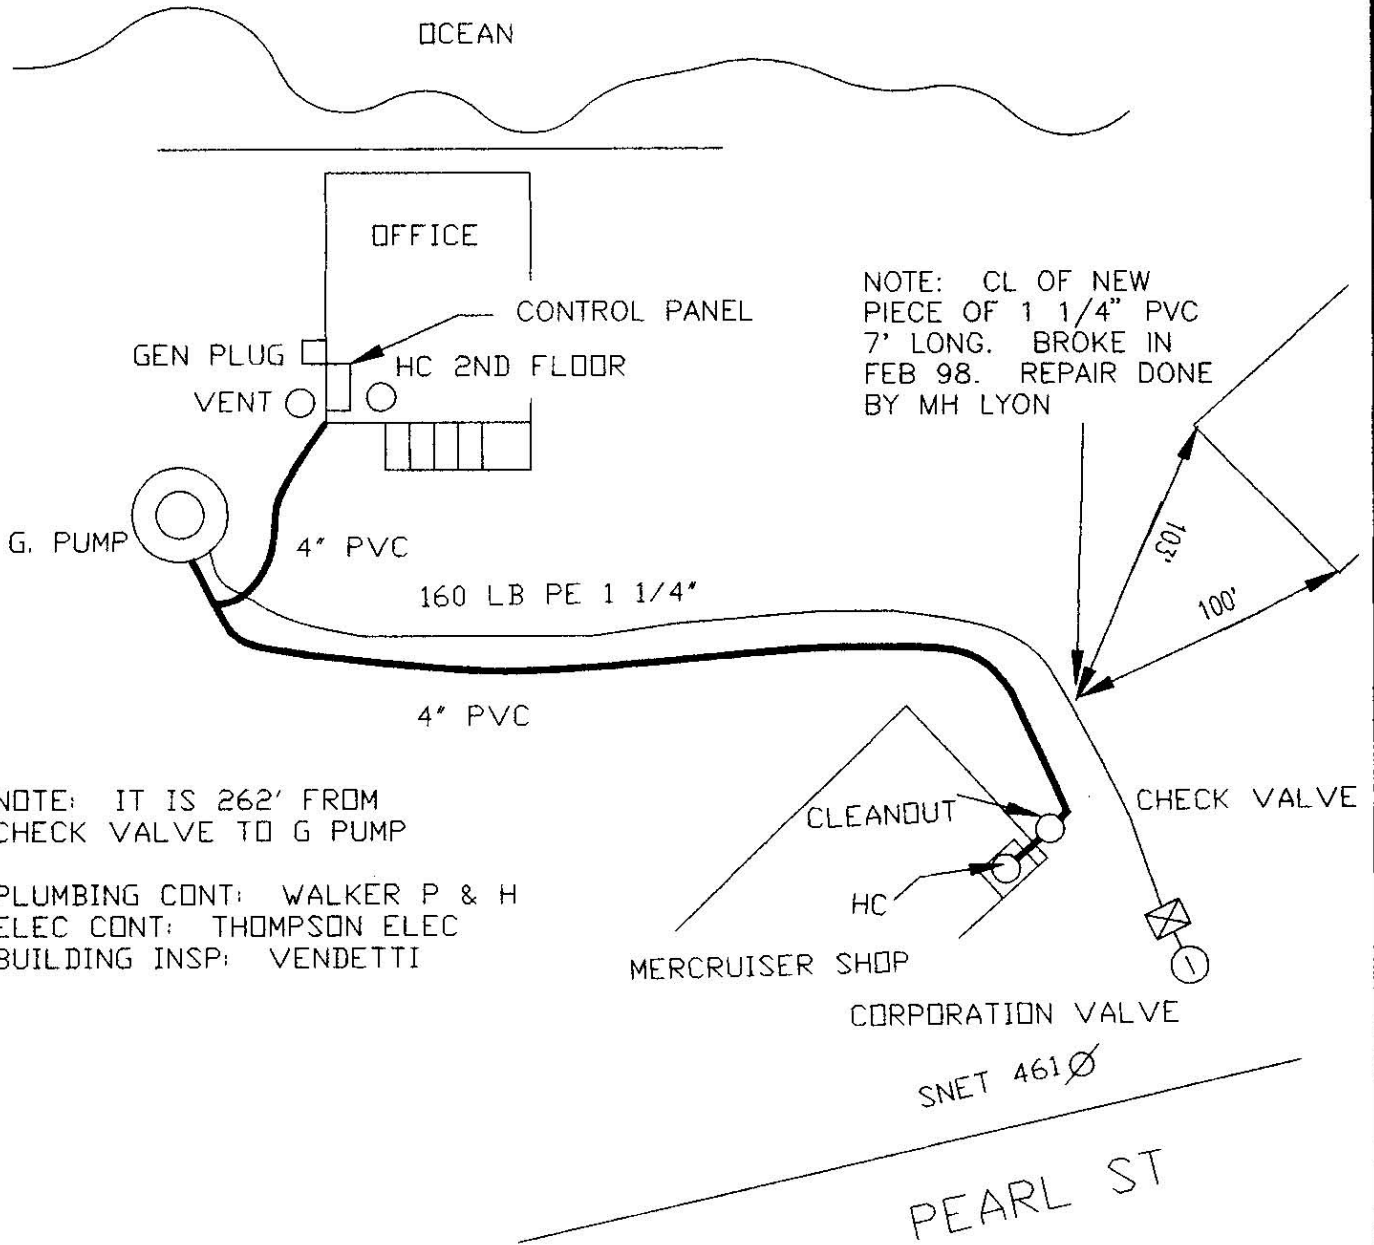 OCEAN
OFFICE
CONTROL PANEL
GEN PLUG
HC 2ND FLOOR
VENT
NOTE: CL OF NEW
PIECE OF 1 1/4" PVC
7' LONG. BROKE IN
FEB 98. REPAIR DONE
BY MH LYON
103'
100'
G. PUMP
4" PVC
160 LB PE 1 1/4"
4" PVC
NOTE: IT IS 262' FROM
CHECK VALVE TO G PUMP
PLUMBING CONT: WALKER P & H
ELEC CONT: THOMPSON ELEC
BUILDING INSP: VENDETTI
CLEANOUT
CHECK VALVE
HC
MERCRUISER SHOP
CORPORATION VALVE
SNET 461Ø
PEARL ST